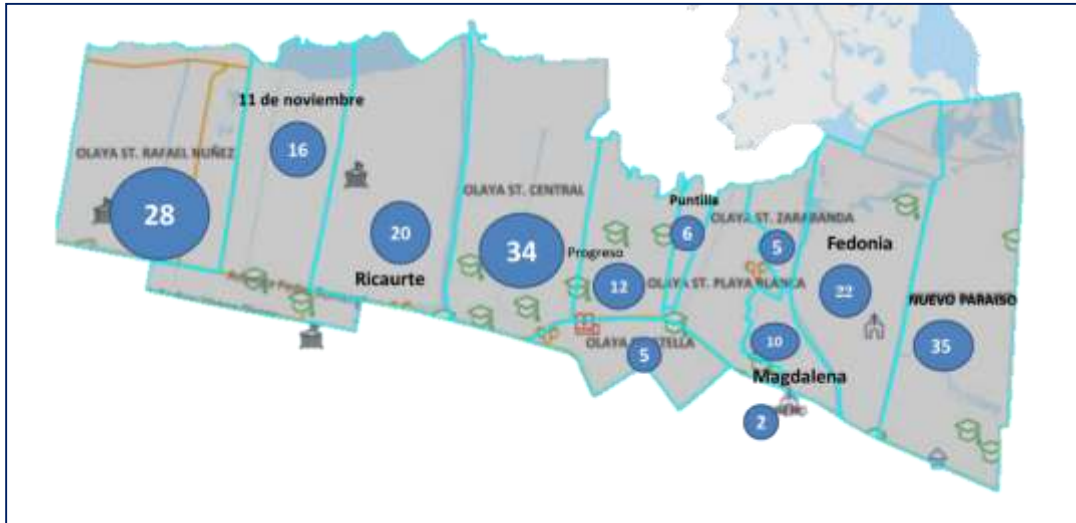 11 de noviembre
16
OLAYA ST. RAFAEL NUÑEZ
28
20
Ricaurte
OLAYA ST. CENTRAL
34
Progreso
12
Puntilla
6
OLAYA ST. ZARABANDA
5
OLAYA ST. PLAYA BLANCA
Fedonia
22
NUEVO PARAISO
35
OLAYA
5
10
Magdalena
2